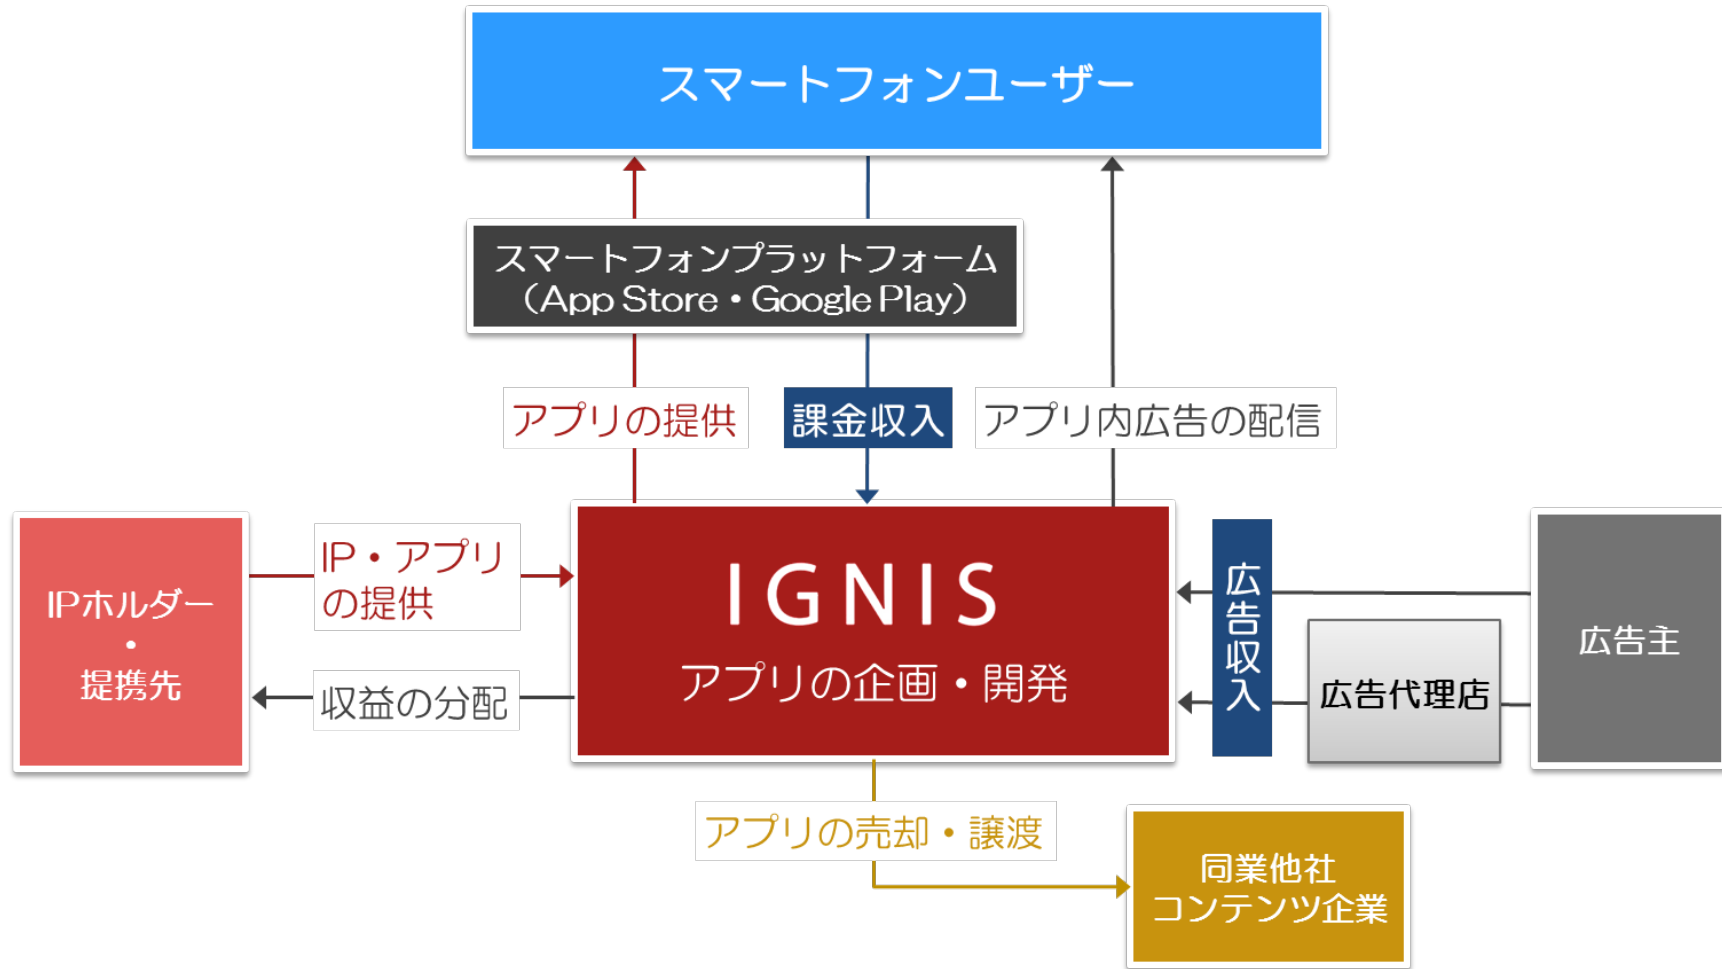 スマートフォンユーザー
スマートフォンプラットフォーム
（App Store・Google Play）
アプリの提供
課金収入
アプリ内広告の配信
IPホルダー
・
提携先
IP・アプリ
の提供
収益の分配
IGNIS
アプリの企画・開発
広告収入
広告代理店
広告主
アプリの売却・譲渡
同業他社
コンテンツ企業